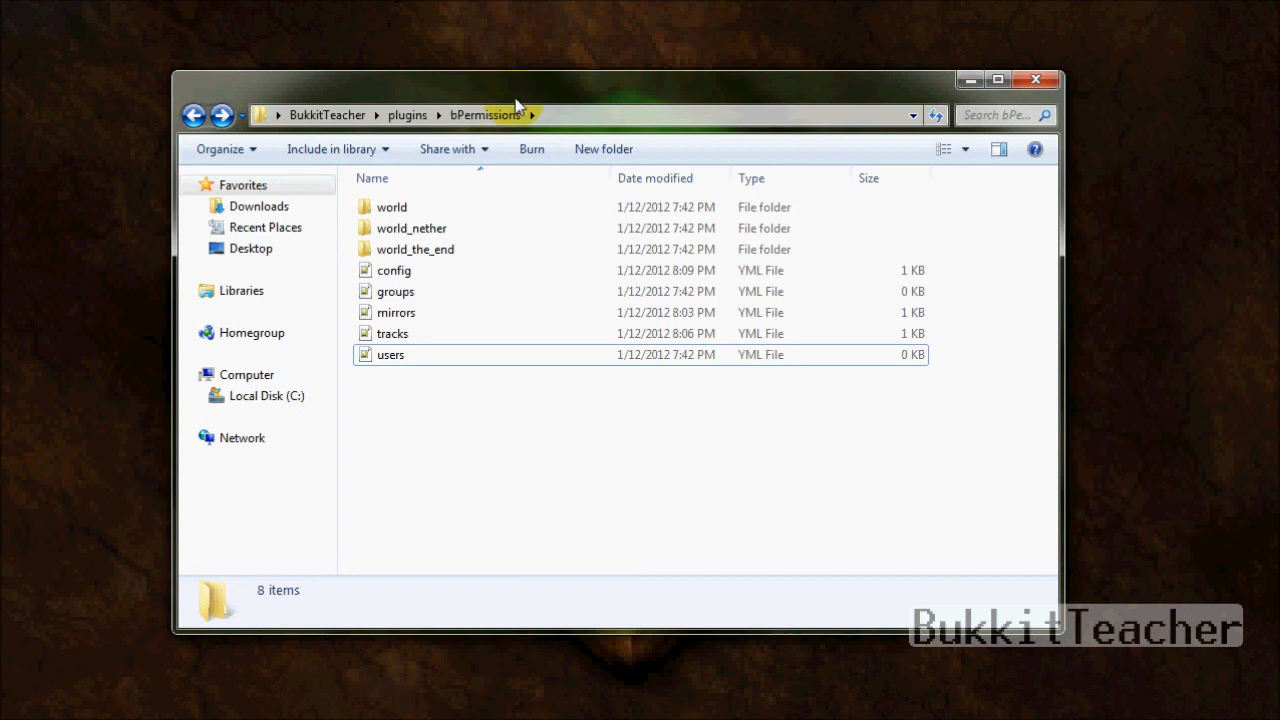 BukkitTeacher plugins bPermissions
Search bPe...
Organize Include in library Share with Burn New folder
Name Date modified Type Size
Favorites
Downloads
Recent Places
Desktop
Libraries
Homegroup
Computer
Local Disk (C:)
Network
world 1/12/2012 7:42 PM File folder
world_nether 1/12/2012 7:42 PM File folder
world_the_end 1/12/2012 7:42 PM File folder
config 1/12/2012 8:09 PM YML File 1 KB
groups 1/12/2012 7:42 PM YML File 0 KB
mirrors 1/12/2012 8:03 PM YML File 1 KB
tracks 1/12/2012 8:06 PM YML File 1 KB
users 1/12/2012 7:42 PM YML File 0 KB
8 items
BukkitTeacher